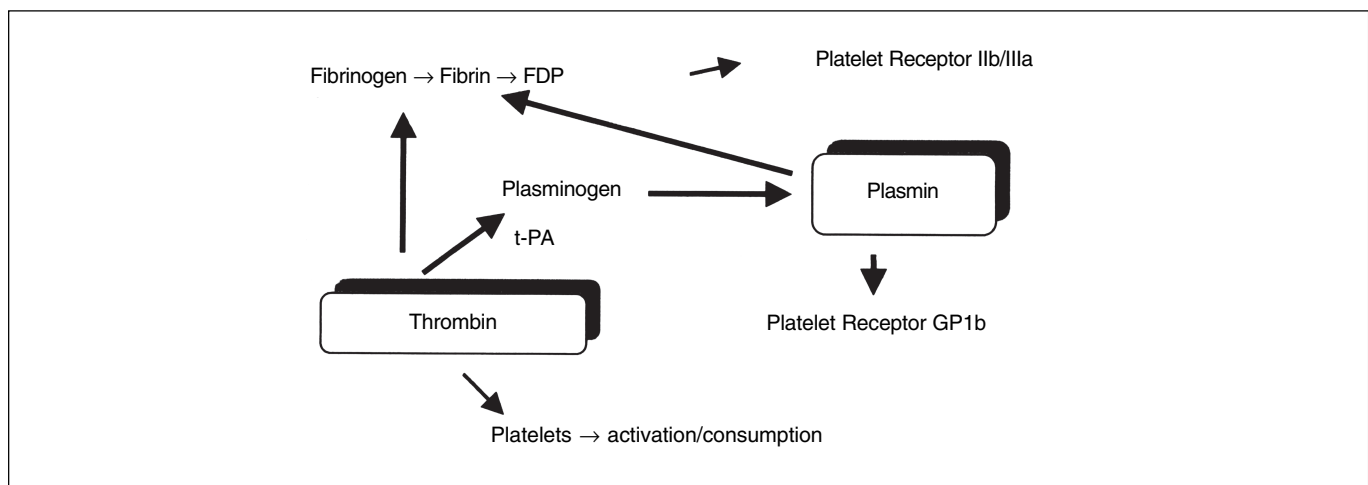 Platelet Receptor IIb/IIIa
Fibrinogen → Fibrin → FDP
Plasminogen
Plasmin
t-PA
Thrombin
Platelet Receptor GP1b
Platelets → activation/consumption